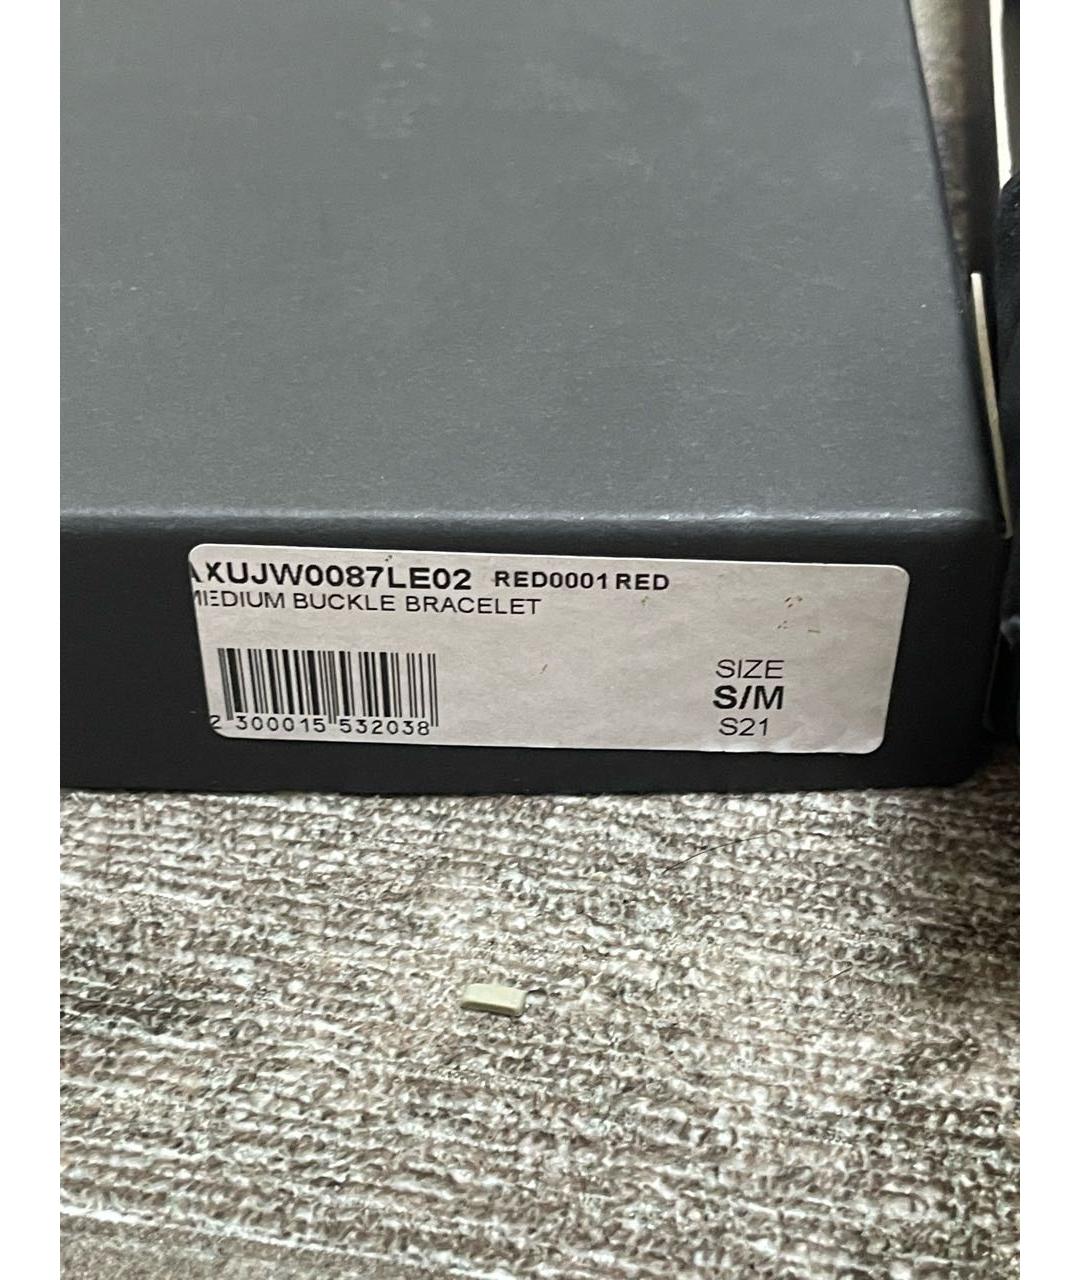 AXUJW0087LE02 RED0001 RED
MEDIUM BUCKLE BRACELET
SIZE
S/M
S21
2 300015 532038